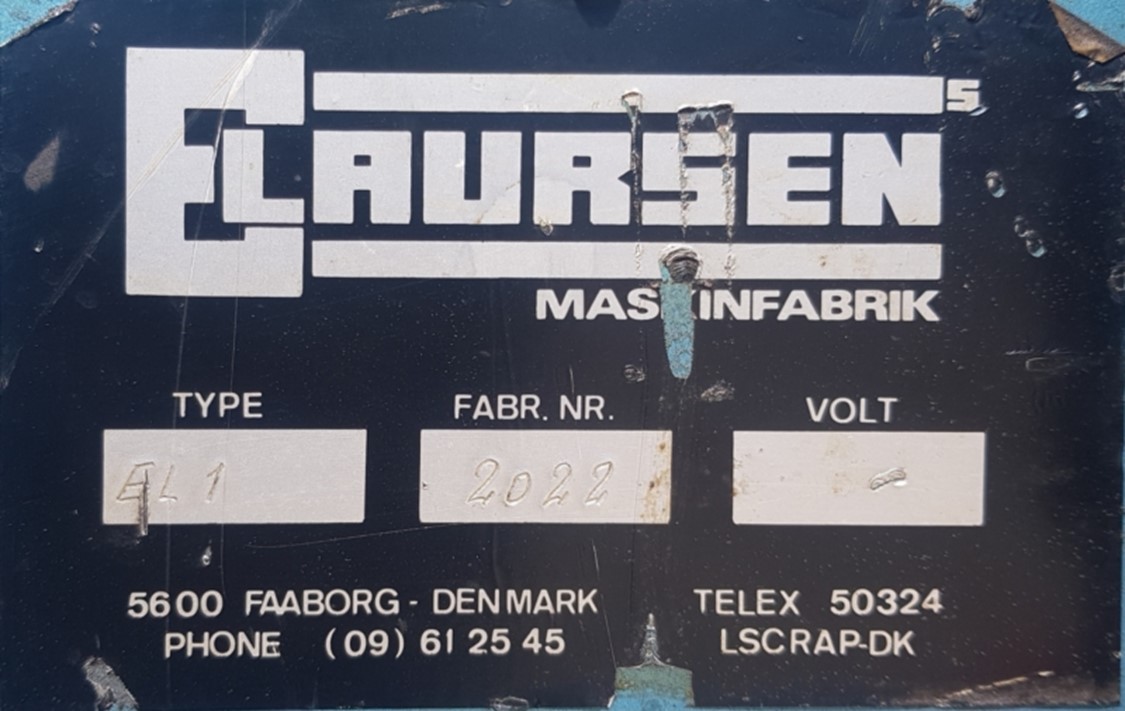 E LAURSEN'S
MASKINFABRIK
TYPE FABR. NR. VOLT
EL 1 2022 -
5600 FAABORG - DENMARK TELEX 50324
PHONE (09) 61 25 45 LSCRAP-DK